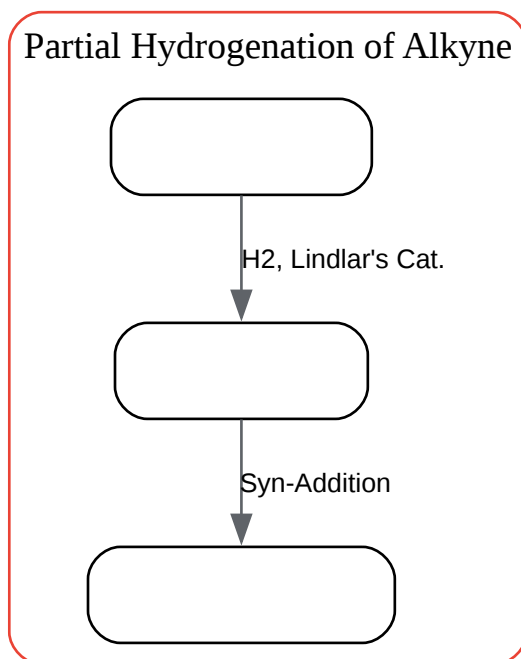 Partial Hydrogenation of Alkyne
H2, Lindlar's Cat.
Syn-Addition